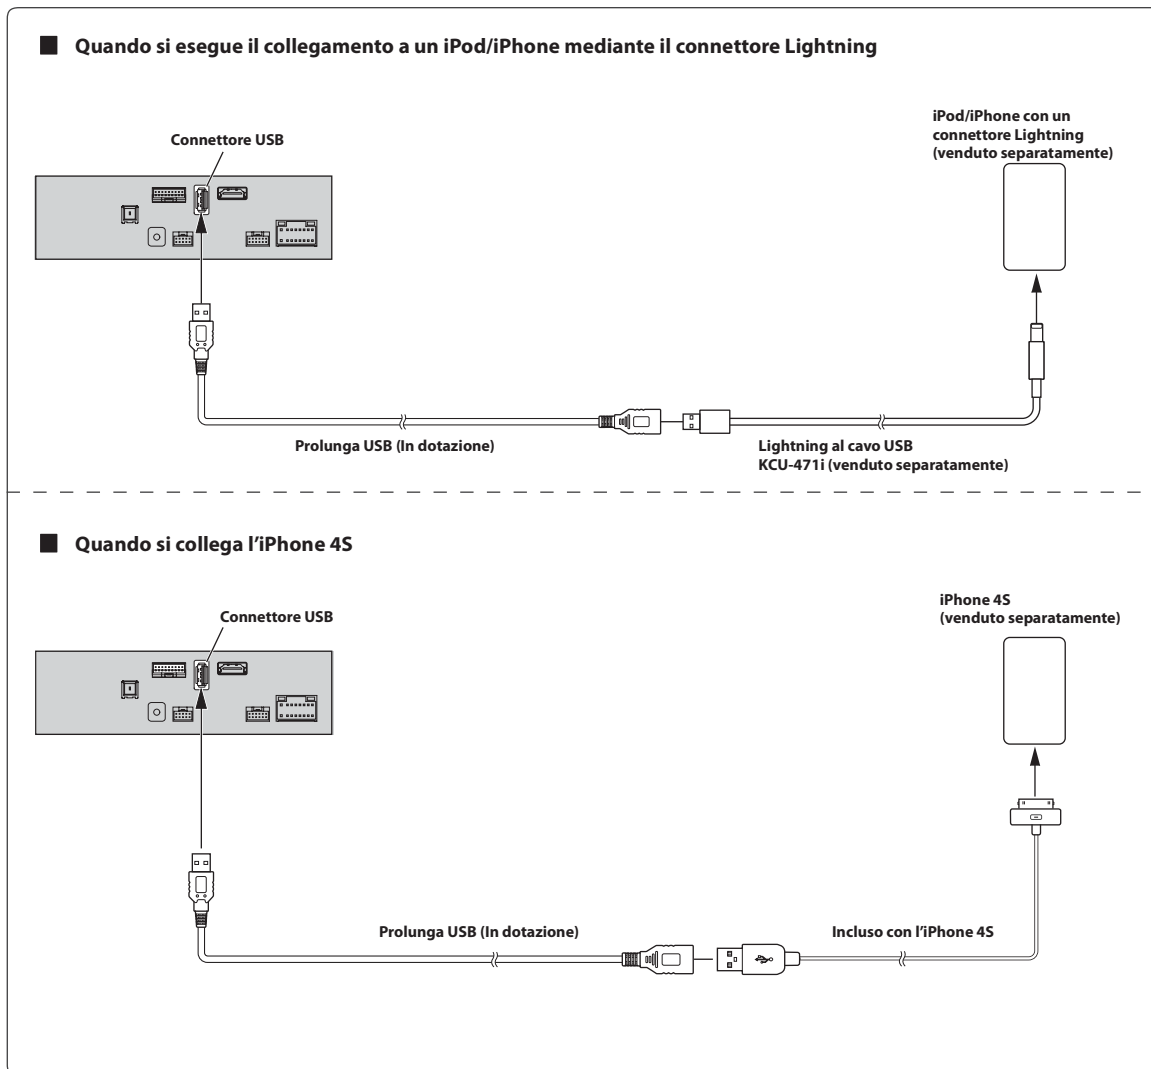 Quando si esegue il collegamento a un iPod/iPhone mediante il connettore Lightning
iPod/iPhone con un
connettore Lightning
(venduto separatamente)
Connettore USB
Prolunga USB (In dotazione)
Lightning al cavo USB
KCU-471i (venduto separatamente)
Quando si collega l’iPhone 4S
iPhone 4S
(venduto separatamente)
Connettore USB
Prolunga USB (In dotazione)
Incluso con l’iPhone 4S